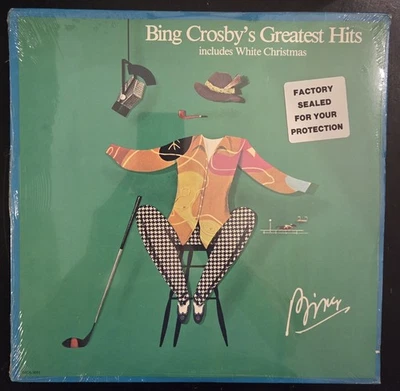 Bing Crosby's Greatest Hits
includes White Christmas
FACTORY
SEALED
FOR YOUR
PROTECTION
Bing